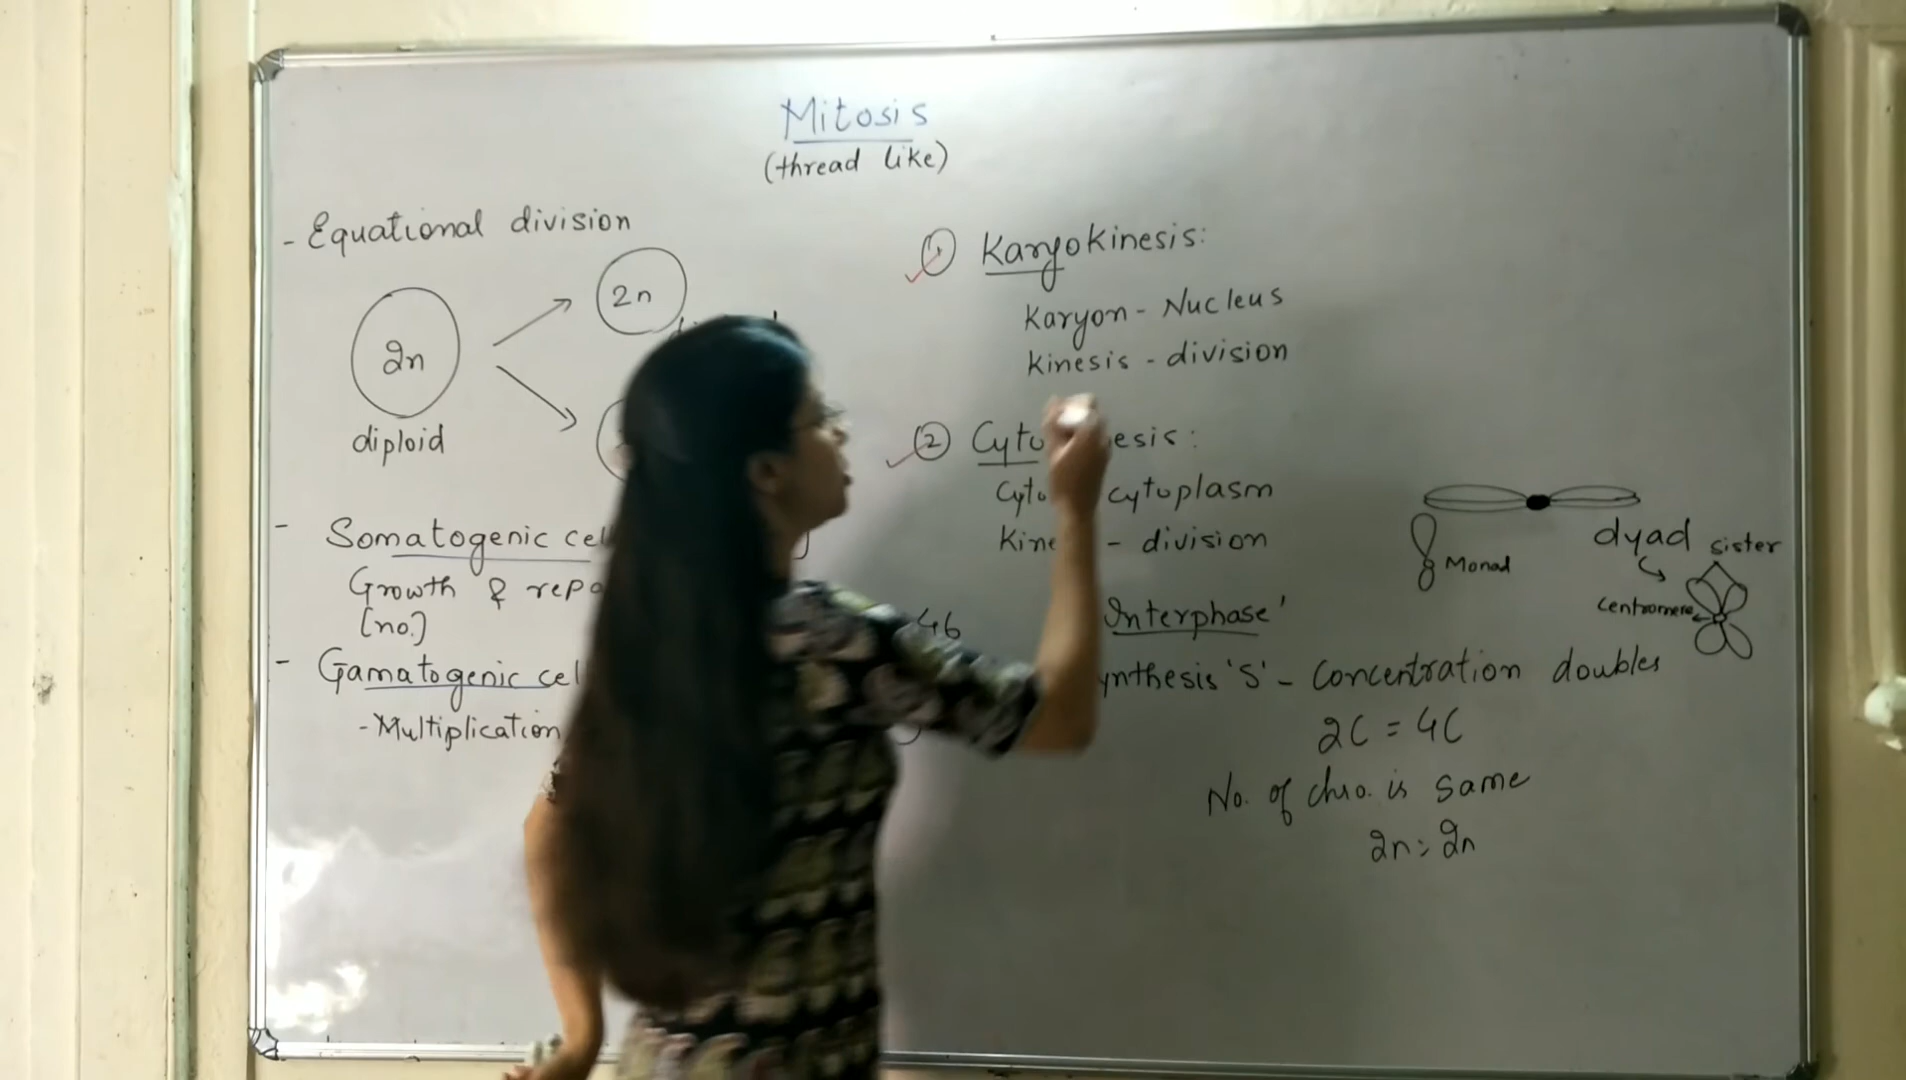 Mitosis
(thread like)
- Equational division
2n
2n
diploid
- Somatogenic cel
Growth & repa
[no.]
- Gamatogenic cel
- Multiplication
① Karyokinesis:
Karyon - Nucleus
Kinesis - division
② Cyto esis:
Cyto cytoplasm
Kine - division
46
Interphase'
ynthesis 'S' - Concentration doubles
2C = 4C
No. of chro. is same
2n = 2n
Monad
dyad
sister
Centromere